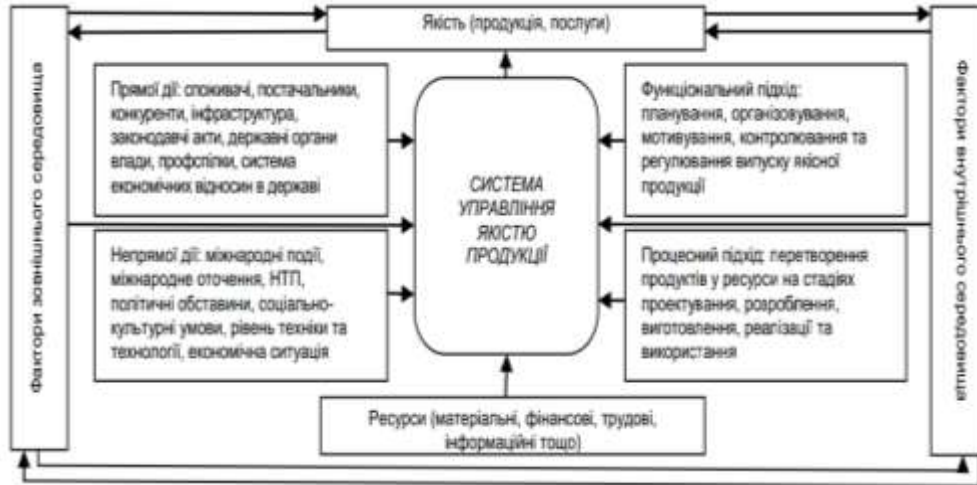 Якість (продукція, послуги)
Фактори зовнішнього середовища
Прямої дії: споживачі, постачальники,
конкуренти, інфраструктура,
законодавчі акти, державні органи
влади, профспілки, система
економічних відносин в державі
Непрямої дії: міжнародні події,
міжнародне оточення, НТП,
політичні обставини, соціально-
культурні умови, рівень техніки та
технології, економічна ситуація
СИСТЕМА
УПРАВЛІННЯ
ЯКІСТЮ
ПРОДУКЦІЇ
Функціональний підхід:
планування, організовування,
мотивування, контролювання та
регулювання випуску якісної
продукції
Процесний підхід: перетворення
продуктів у ресурси на стадіях
проектування, розроблення,
виготовлення, реалізації та
використання
Фактори внутрішнього середовища
Ресурси (матеріальні, фінансові, трудові,
інформаційні тощо)